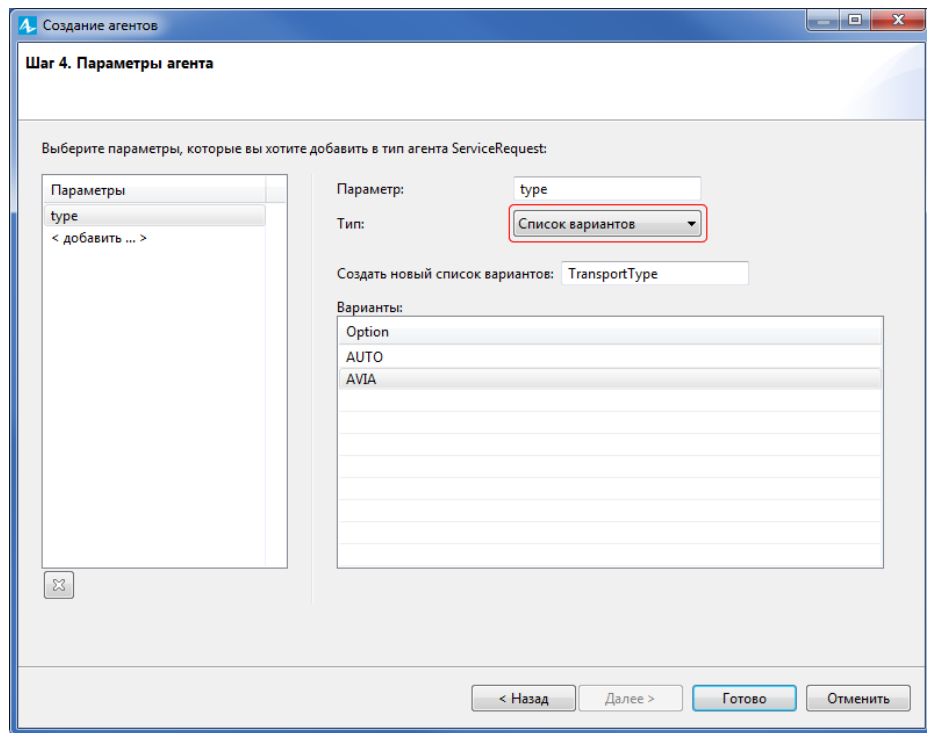 Создание агентов
Шаг 4. Параметры агента
Выберите параметры, которые вы хотите добавить в тип агента ServiceRequest:
Параметры
type
< добавить ... >
Параметр: type
Тип: Список вариантов
Создать новый список вариантов: TransportType
Варианты:
Option
AUTO
AVIA
< Назад Далее > Готово Отменить